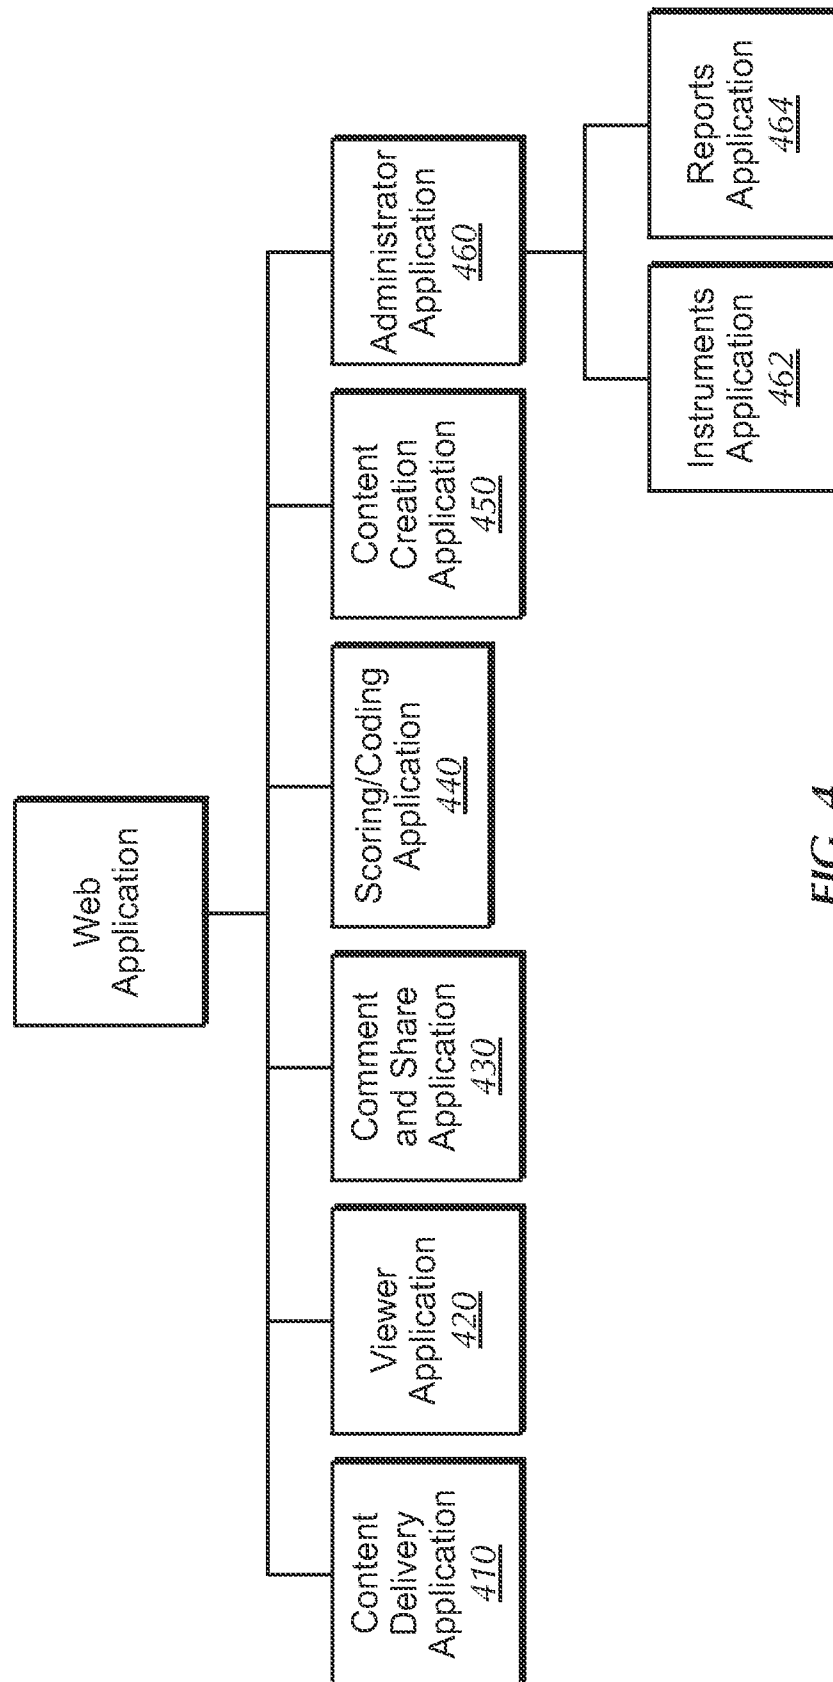 Web
Application
Content
Delivery
Application
410
Viewer
Application
420
Comment
and Share
Application
430
Scoring/Coding
Application
440
Content
Creation
Application
450
Administrator
Application
460
Instruments
Application
462
Reports
Application
464
FIG. 4